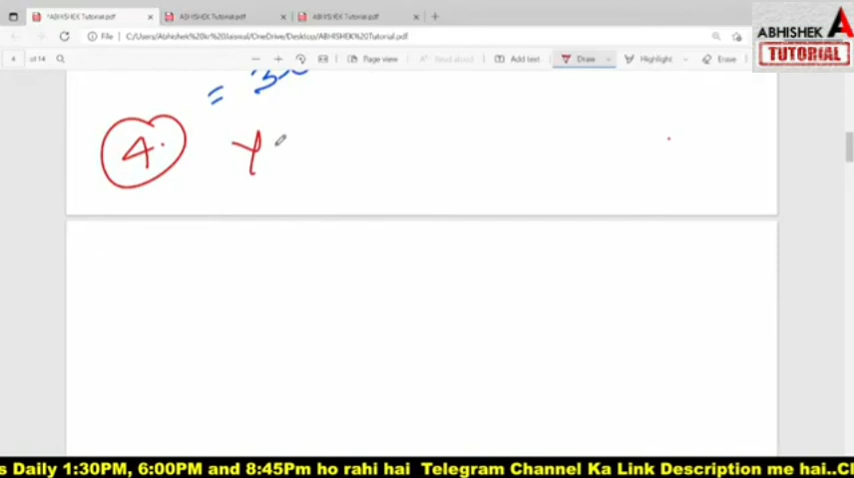 *ABHISHEK Tutorial.pdf ABHISHEK Tutorial.pdf ABHISHEK Tutorial.pdf
File C:/Users/Abhishek%20kr%20Jaiswal/OneDrive/Desktop/ABHISHEK%20Tutorial.pdf
4 of 14 Page view Read aloud Add text Draw Highlight Erase
ABHISHEK
TUTORIAL
=
4. Y
s Daily 1:30PM, 6:00PM and 8:45Pm ho rahi hai Telegram Channel Ka Link Description me hai..Cl